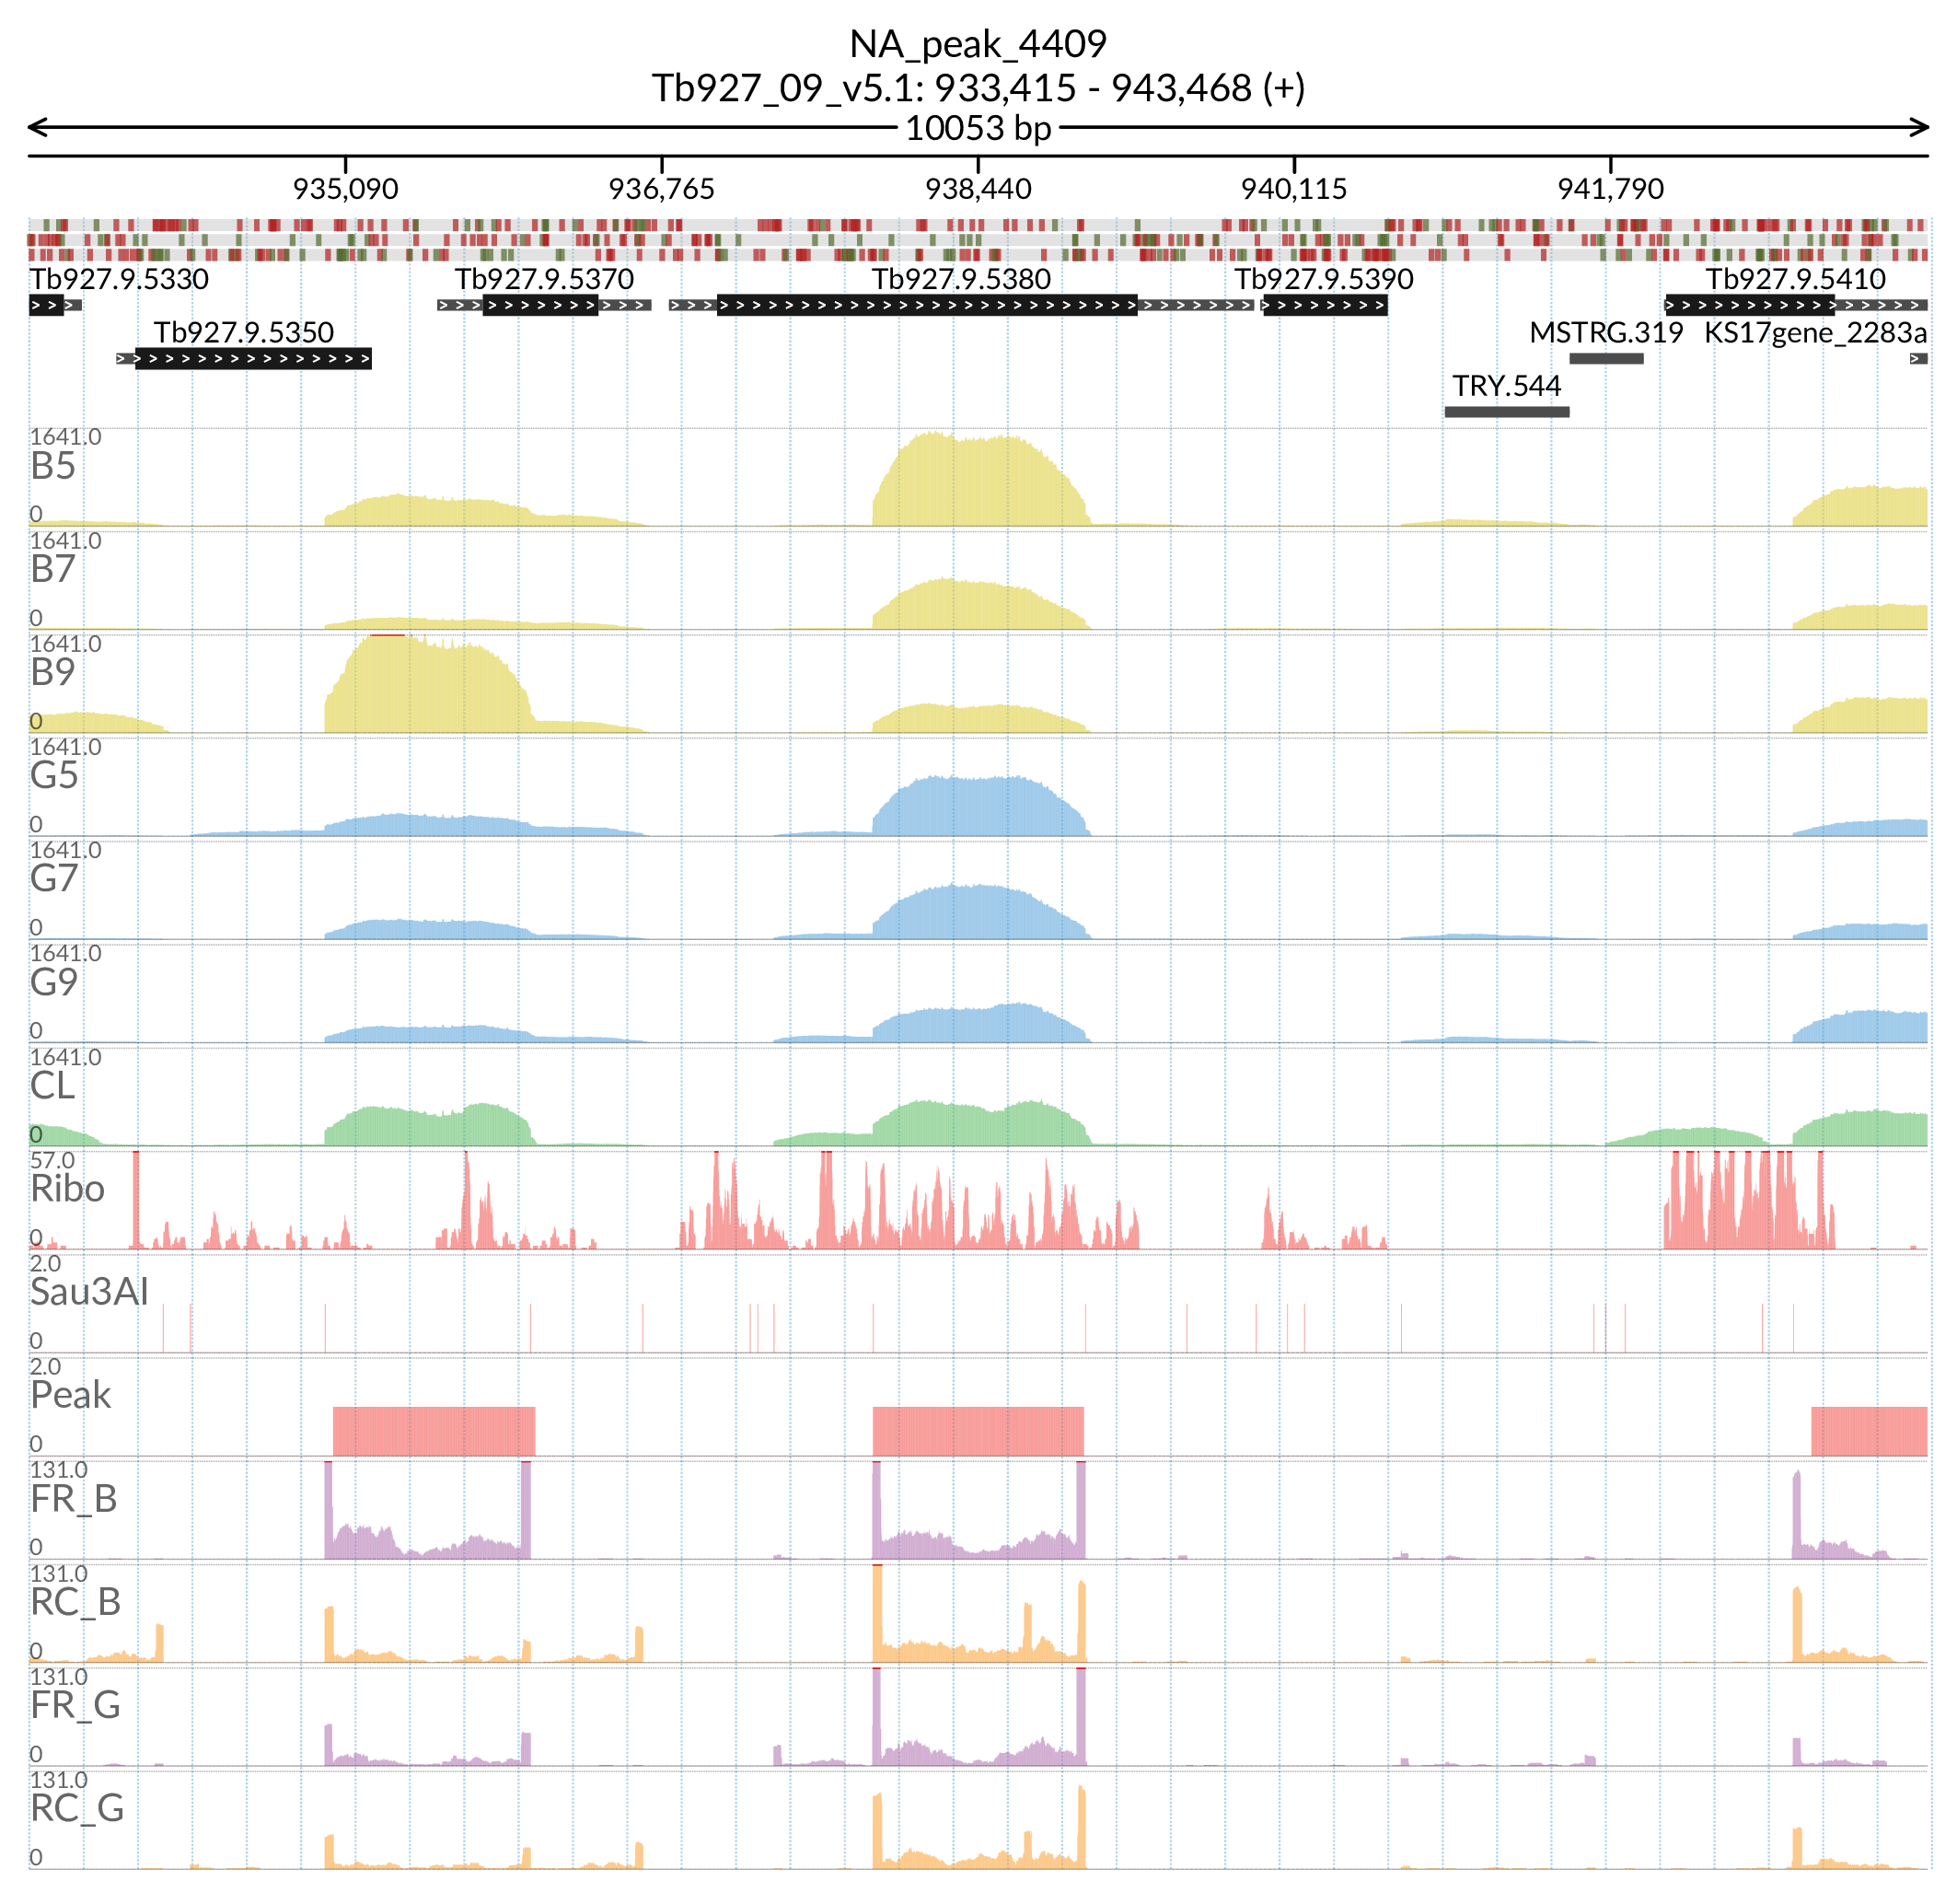 NA_peak_4409
Tb927_09_v5.1: 933,415 - 943,468 (+)
10053 bp
935,090 936,765 938,440 940,115 941,790
Tb927.9.5330 Tb927.9.5370 Tb927.9.5380 Tb927.9.5390 Tb927.9.5410
Tb927.9.5350 MSTRG.319 KS17gene_2283a
TRY.544
1641.0
B5
0
1641.0
B7
0
1641.0
B9
0
1641.0
G5
0
1641.0
G7
0
1641.0
G9
0
1641.0
CL
0
57.0
Ribo
0
2.0
Sau3AI
0
2.0
Peak
0
131.0
FR_B
0
131.0
RC_B
0
131.0
FR_G
0
131.0
RC_G
0